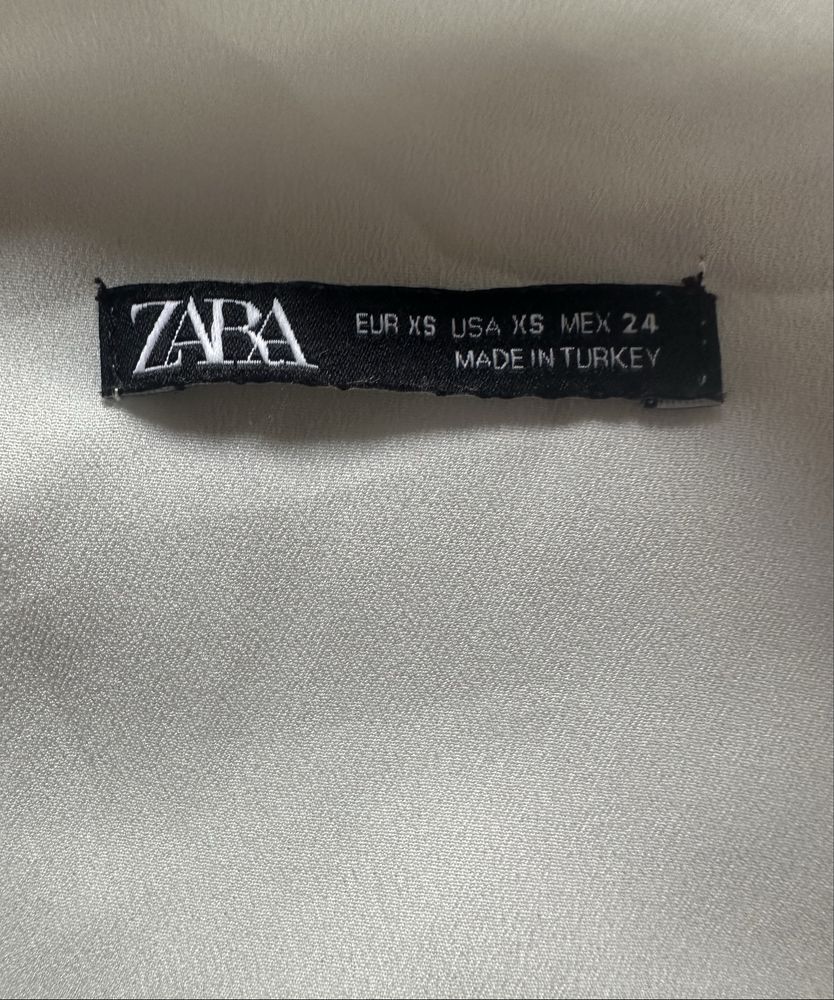 ZARA
EUR XS USA XS MEX 24
MADE IN TURKEY